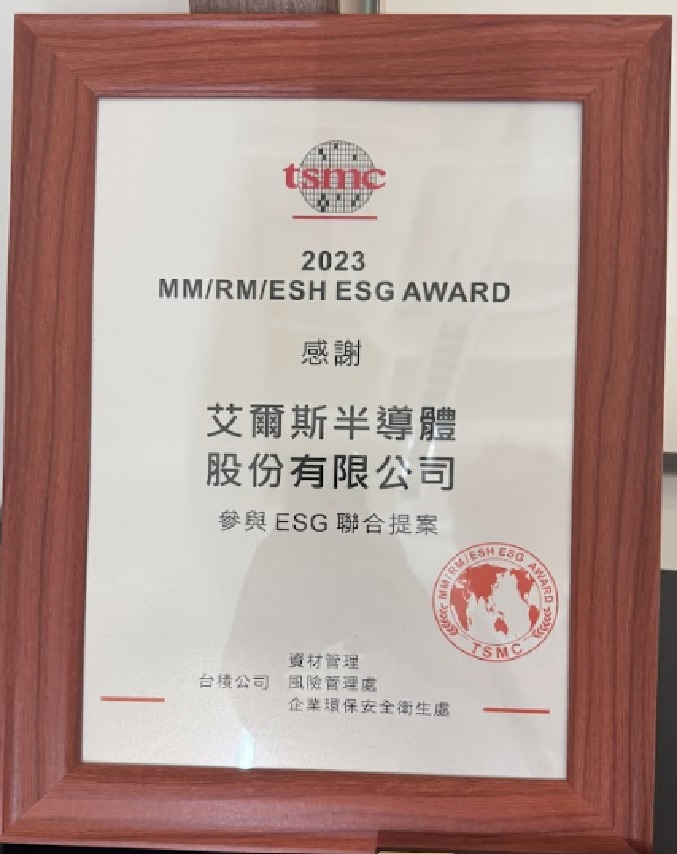 tsmc
2023
MM/RM/ESH ESG AWARD
感謝
艾爾斯半導體
股份有限公司
參與 ESG 聯合提案
MM/RM/ESH ESG AWARD
TSMC
資材管理
台積公司 風險管理處
企業環保安全衛生處